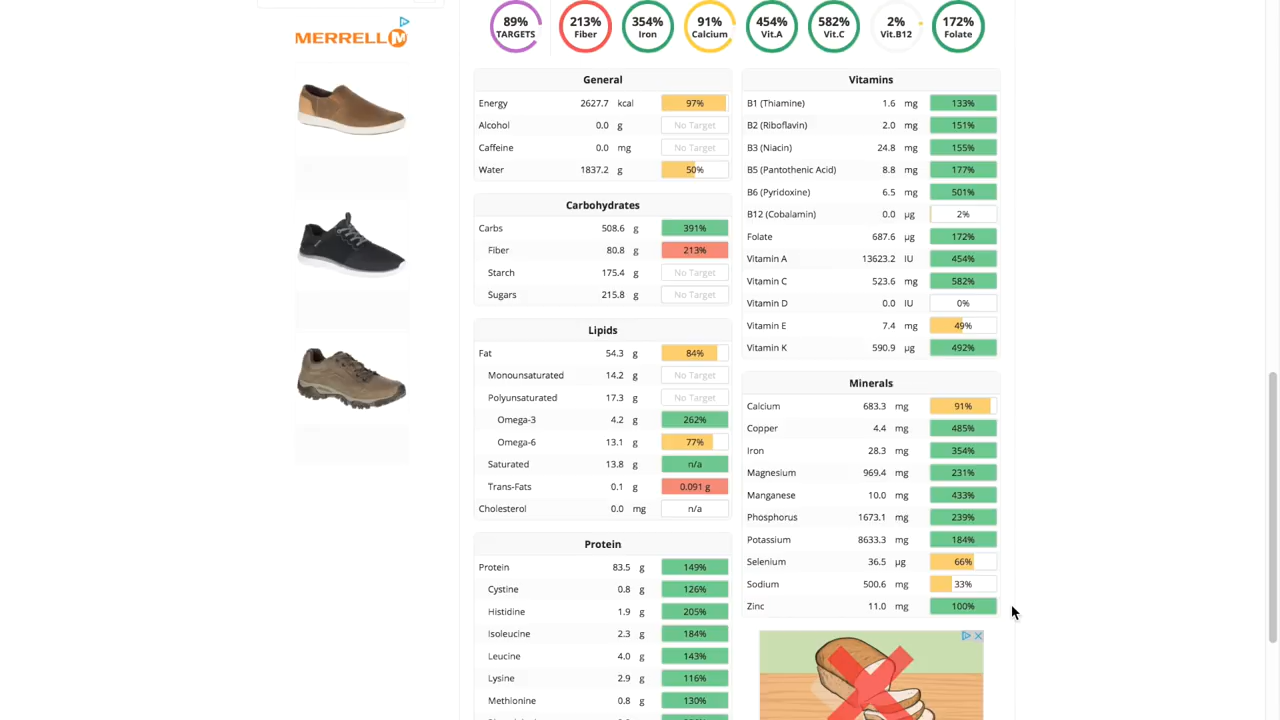 89% TARGETS
213% Fiber
354% Iron
91% Calcium
454% Vit.A
582% Vit.C
2% Vit.B12
172% Folate
MERRELL
General
Energy 2627.7 kcal 97%
Alcohol 0.0 g No Target
Caffeine 0.0 mg No Target
Water 1837.2 g 50%
Carbohydrates
Carbs 508.6 g 391%
Fiber 80.8 g 213%
Starch 175.4 g No Target
Sugars 215.8 g No Target
Lipids
Fat 54.3 g 84%
Monounsaturated 14.2 g No Target
Polyunsaturated 17.3 g No Target
Omega-3 4.2 g 262%
Omega-6 13.1 g 77%
Saturated 13.8 g n/a
Trans-Fats 0.1 g 0.091 g
Cholesterol 0.0 mg n/a
Protein
Protein 83.5 g 149%
Cystine 0.8 g 126%
Histidine 1.9 g 205%
Isoleucine 2.3 g 184%
Leucine 4.0 g 143%
Lysine 2.9 g 116%
Methionine 0.8 g 130%
Vitamins
B1 (Thiamine) 1.6 mg 133%
B2 (Riboflavin) 2.0 mg 151%
B3 (Niacin) 24.8 mg 155%
B5 (Pantothenic Acid) 8.8 mg 177%
B6 (Pyridoxine) 6.5 mg 501%
B12 (Cobalamin) 0.0 µg 2%
Folate 687.6 µg 172%
Vitamin A 13623.2 IU 454%
Vitamin C 523.6 mg 582%
Vitamin D 0.0 IU 0%
Vitamin E 7.4 mg 49%
Vitamin K 590.9 µg 492%
Minerals
Calcium 683.3 mg 91%
Copper 4.4 mg 485%
Iron 28.3 mg 354%
Magnesium 969.4 mg 231%
Manganese 10.0 mg 433%
Phosphorus 1673.1 mg 239%
Potassium 8633.3 mg 184%
Selenium 36.5 µg 66%
Sodium 500.6 mg 33%
Zinc 11.0 mg 100%